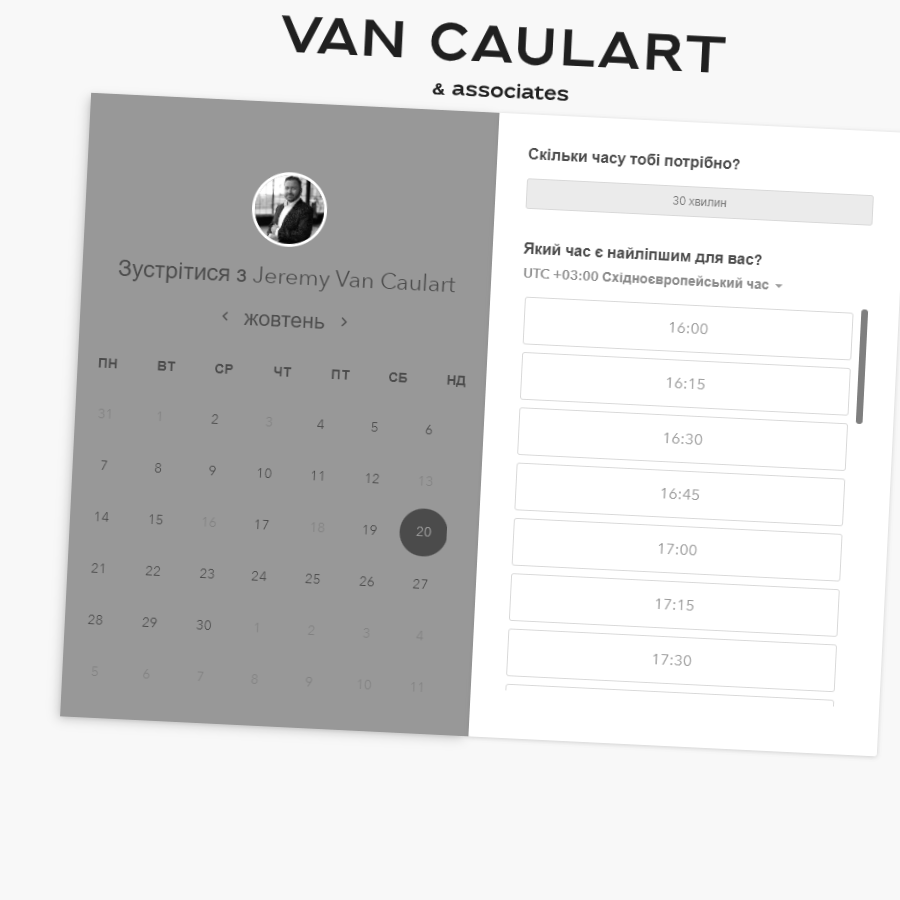 VAN CAULART
& associates
Зустрітися з Jeremy Van Caulart
‹ жовтень ›
ПН ВТ СР ЧТ ПТ СБ НД
31 1 2 3 4 5 6
7 8 9 10 11 12 13
14 15 16 17 18 19 20
21 22 23 24 25 26 27
28 29 30 1 2 3 4
5 6 7 8 9 10 11
Скільки часу тобі потрібно?
30 хвилин
Який час є найліпшим для вас?
UTC +03:00 Східноєвропейський час
16:00
16:15
16:30
16:45
17:00
17:15
17:30